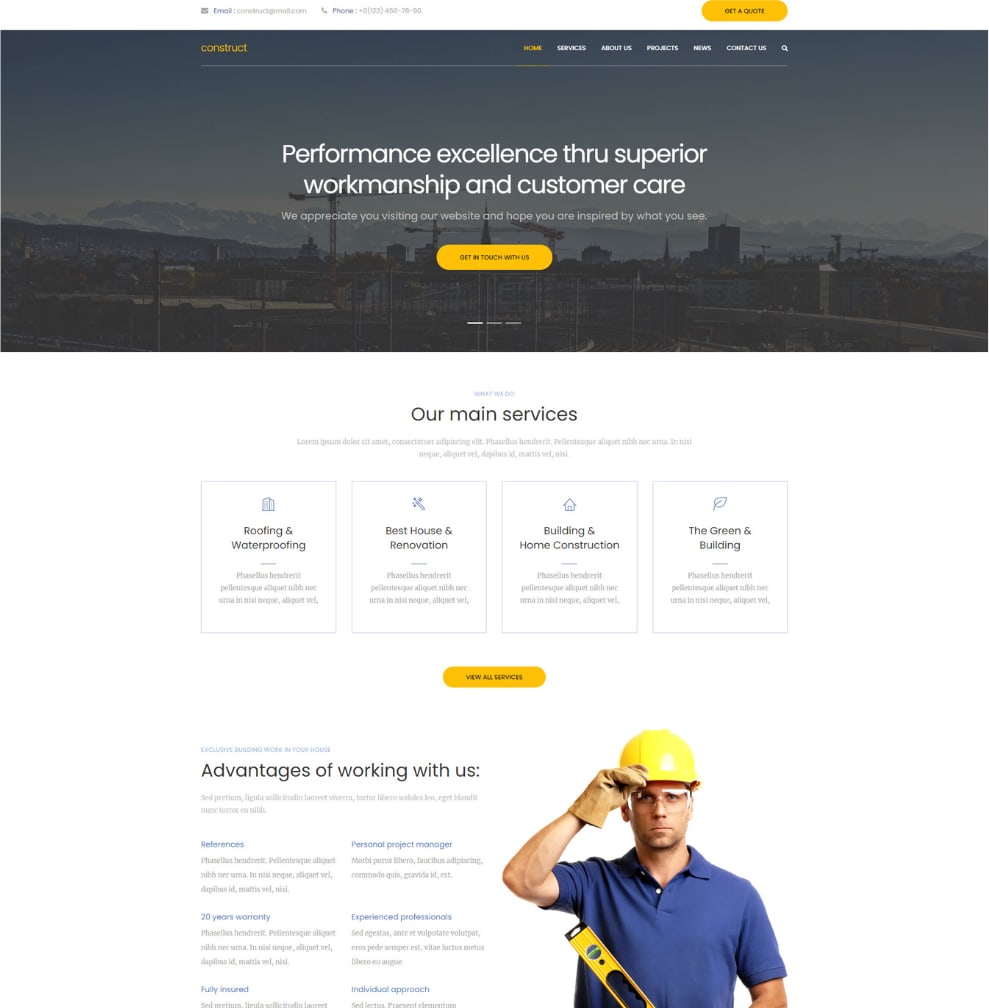 Email : construct@mail.com
Phone : +0(123) 456-78-90
GET A QUOTE
construct
HOME SERVICES ABOUT US PROJECTS NEWS CONTACT US
Performance excellence thru superior
workmanship and customer care
We appreciate you visiting our website and hope you are inspired by what you see.
GET IN TOUCH WITH US
WHAT WE DO
Our main services
Lorem ipsum dolor sit amet, consectetuer adipiscing elit. Phasellus hendrerit. Pellentesque aliquet nibh nec urna. In nisi
neque, aliquet vel, dapibus id, mattis vel, nisi.
Roofing &
Waterproofing
Phasellus hendrerit
pellentesque aliquet nibh nec
urna in nisi neque, aliquet vel,
Best House &
Renovation
Phasellus hendrerit
pellentesque aliquet nibh nec
urna in nisi neque, aliquet vel,
Building &
Home Construction
Phasellus hendrerit
pellentesque aliquet nibh nec
urna in nisi neque, aliquet vel,
The Green &
Building
Phasellus hendrerit
pellentesque aliquet nibh nec
urna in nisi neque, aliquet vel,
VIEW ALL SERVICES
EXCLUSIVE BUILDING WORK IN YOUR HOUSE
Advantages of working with us:
Sed pretium, ligula sollicitudin laoreet viverra, tortor libero sodales leo, eget blandit
nunc tortor eu nibh.
References
Phasellus hendrerit. Pellentesque aliquet
nibh nec urna. In nisi neque, aliquet vel,
dapibus id, mattis vel, nisi.
Personal project manager
Morbi purus libero, faucibus adipiscing,
commodo quis, gravida id, est.
20 years warranty
Phasellus hendrerit. Pellentesque aliquet
nibh nec urna. In nisi neque, aliquet vel,
dapibus id, mattis vel, nisi.
Experienced professionals
Sed egestas, ante et vulputate volutpat,
eros pede semper est, vitae luctus metus
libero eu augue.
Fully insured
Sed pretium, ligula sollicitudin laoreet
Individual approach
Sed lectus. Praesent elementum